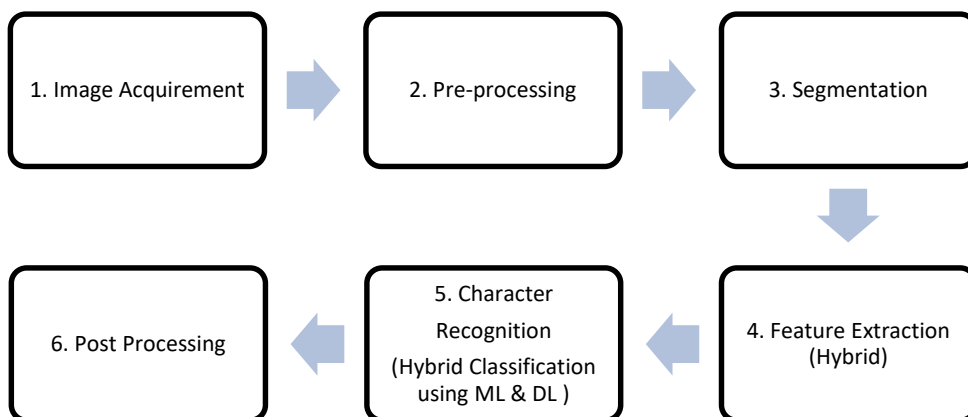 1. Image Acquirement
2. Pre-processing
3. Segmentation
4. Feature Extraction
(Hybrid)
5. Character
Recognition
(Hybrid Classification
using ML & DL )
6. Post Processing